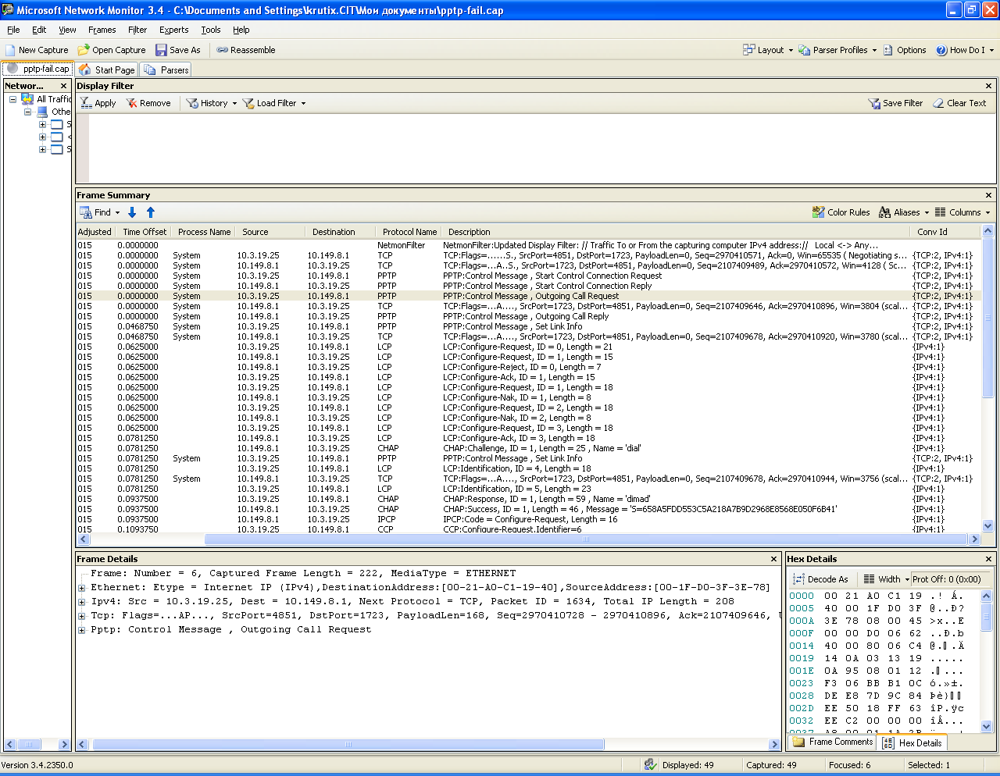 Microsoft Network Monitor 3.4 - C:\Documents and Settings\krutix.CIT\Мои документы\pptp-fail.cap
File Edit View Frames Filter Experts Tools Help
New Capture Open Capture Save As Reassemble Layout Parser Profiles Options How Do I
pptp-fail.cap Start Page Parsers
Networ...
All Traffic
Othe
S
<
S
Display Filter
Apply Remove History Load Filter Save Filter Clear Text
Frame Summary
Find Color Rules Aliases Columns
Adjusted Time Offset Process Name Source Destination Protocol Name Description Conv Id
015 0.0000000 NetmonFilter NetmonFilter:Updated Display Filter: // Traffic To or From the capturing computer IPv4 address:// Local <-> Any...
015 0.0000000 System 10.3.19.25 10.149.8.1 TCP TCP:Flags=......S., SrcPort=4851, DstPort=1723, PayloadLen=0, Seq=2970410571, Ack=0, Win=65535 ( Negotiating s... {TCP:2, IPv4:1}
015 0.0000000 System 10.149.8.1 10.3.19.25 TCP TCP:Flags=...A..S., SrcPort=1723, DstPort=4851, PayloadLen=0, Seq=2107409489, Ack=2970410572, Win=4128 ( Sc... {TCP:2, IPv4:1}
015 0.0000000 System 10.3.19.25 10.149.8.1 PPTP PPTP:Control Message , Start Control Connection Request {TCP:2, IPv4:1}
015 0.0000000 System 10.149.8.1 10.3.19.25 PPTP PPTP:Control Message , Start Control Connection Reply {TCP:2, IPv4:1}
015 0.0000000 System 10.3.19.25 10.149.8.1 PPTP PPTP:Control Message , Outgoing Call Request {TCP:2, IPv4:1}
015 0.0000000 System 10.149.8.1 10.3.19.25 TCP TCP:Flags=...A...., SrcPort=1723, DstPort=4851, PayloadLen=0, Seq=2107409646, Ack=2970410896, Win=3804 (scal... {TCP:2, IPv4:1}
015 0.0000000 System 10.149.8.1 10.3.19.25 PPTP PPTP:Control Message , Outgoing Call Reply {TCP:2, IPv4:1}
015 0.0468750 System 10.3.19.25 10.149.8.1 PPTP PPTP:Control Message , Set Link Info {TCP:2, IPv4:1}
015 0.0468750 System 10.149.8.1 10.3.19.25 TCP TCP:Flags=...A...., SrcPort=1723, DstPort=4851, PayloadLen=0, Seq=2107409678, Ack=2970410920, Win=3780 (scal... {TCP:2, IPv4:1}
015 0.0625000 10.3.19.25 10.149.8.1 LCP LCP:Configure-Request, ID = 0, Length = 21 {IPv4:1}
015 0.0625000 10.149.8.1 10.3.19.25 LCP LCP:Configure-Request, ID = 1, Length = 15 {IPv4:1}
015 0.0625000 10.149.8.1 10.3.19.25 LCP LCP:Configure-Reject, ID = 0, Length = 7 {IPv4:1}
015 0.0625000 10.3.19.25 10.149.8.1 LCP LCP:Configure-Ack, ID = 1, Length = 15 {IPv4:1}
015 0.0625000 10.3.19.25 10.149.8.1 LCP LCP:Configure-Request, ID = 1, Length = 18 {IPv4:1}
015 0.0625000 10.149.8.1 10.3.19.25 LCP LCP:Configure-Nak, ID = 1, Length = 8 {IPv4:1}
015 0.0625000 10.3.19.25 10.149.8.1 LCP LCP:Configure-Request, ID = 2, Length = 18 {IPv4:1}
015 0.0625000 10.149.8.1 10.3.19.25 LCP LCP:Configure-Nak, ID = 2, Length = 8 {IPv4:1}
015 0.0625000 10.3.19.25 10.149.8.1 LCP LCP:Configure-Request, ID = 3, Length = 18 {IPv4:1}
015 0.0781250 10.149.8.1 10.3.19.25 LCP LCP:Configure-Ack, ID = 3, Length = 18 {IPv4:1}
015 0.0781250 10.149.8.1 10.3.19.25 CHAP CHAP:Challenge, ID = 1, Length = 25 , Name = 'dial' {IPv4:1}
015 0.0781250 System 10.3.19.25 10.149.8.1 PPTP PPTP:Control Message , Set Link Info {TCP:2, IPv4:1}
015 0.0781250 10.3.19.25 10.149.8.1 LCP LCP:Identification, ID = 4, Length = 18 {IPv4:1}
015 0.0781250 System 10.149.8.1 10.3.19.25 TCP TCP:Flags=...A...., SrcPort=1723, DstPort=4851, PayloadLen=0, Seq=2107409678, Ack=2970410944, Win=3756 (scal... {TCP:2, IPv4:1}
015 0.0781250 10.3.19.25 10.149.8.1 LCP LCP:Identification, ID = 5, Length = 23 {IPv4:1}
015 0.0937500 10.3.19.25 10.149.8.1 CHAP CHAP:Response, ID = 1, Length = 59 , Name = 'dimad' {IPv4:1}
015 0.0937500 10.149.8.1 10.3.19.25 CHAP CHAP:Success, ID = 1, Length = 46 , Message = 'S=658A5FDD553C5A218A7B9D2968E8568E050F6B41' {IPv4:1}
015 0.0937500 10.149.8.1 10.3.19.25 IPCP IPCP:Code = Configure-Request, Length = 16 {IPv4:1}
015 0.1093750 10.3.19.25 10.149.8.1 CCP CCP:Configure-Request.Identifier=6 {IPv4:1}
Frame Details
Frame: Number = 6, Captured Frame Length = 222, MediaType = ETHERNET
Ethernet: Etype = Internet IP (IPv4),DestinationAddress:[00-21-A0-C1-19-40],SourceAddress:[00-1F-D0-3F-3E-78]
Ipv4: Src = 10.3.19.25, Dest = 10.149.8.1, Next Protocol = TCP, Packet ID = 1634, Total IP Length = 208
Tcp: Flags=...AP..., SrcPort=4851, DstPort=1723, PayloadLen=168, Seq=2970410728 - 2970410896, Ack=2107409646,
Pptp: Control Message , Outgoing Call Request
Hex Details
Decode As Width Prot Off: 0 (0x00)
0000 00 21 A0 C1 19 .! Á.
0005 40 00 1F D0 3F @..Ð?
000A 3E 78 08 00 45 >x..E
000F 00 00 D0 06 62 ..Ð.b
0014 40 00 80 06 C4 @.▯.Ä
0019 14 0A 03 13 19 .....
001E 0A 95 08 01 12 .▯...
0023 F3 06 BB B1 0C ó.»±.
0028 DE E8 7D 9C 84 Þè}▯▯
002D EE 50 18 FF 63 îP.ÿc
0032 EE C2 00 00 00 îÂ...
Frame Comments Hex Details
Version 3.4.2350.0 Displayed: 49 Captured: 49 Focused: 6 Selected: 1